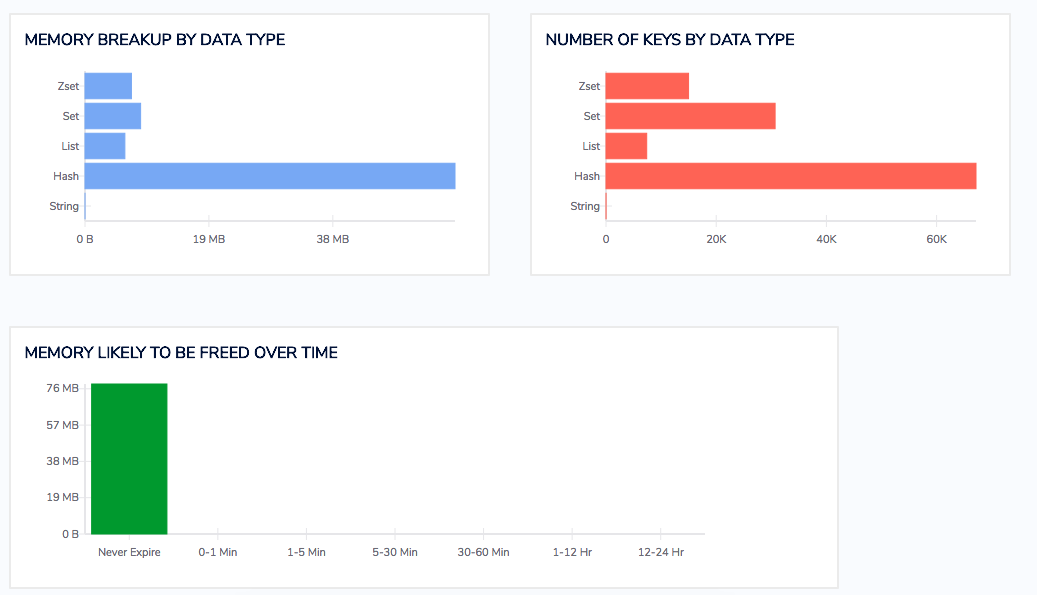 MEMORY BREAKUP BY DATA TYPE
Zset
Set
List
Hash
String
0 B 19 MB 38 MB
NUMBER OF KEYS BY DATA TYPE
Zset
Set
List
Hash
String
0 20K 40K 60K
MEMORY LIKELY TO BE FREED OVER TIME
76 MB
57 MB
38 MB
19 MB
0 B
Never Expire 0-1 Min 1-5 Min 5-30 Min 30-60 Min 1-12 Hr 12-24 Hr